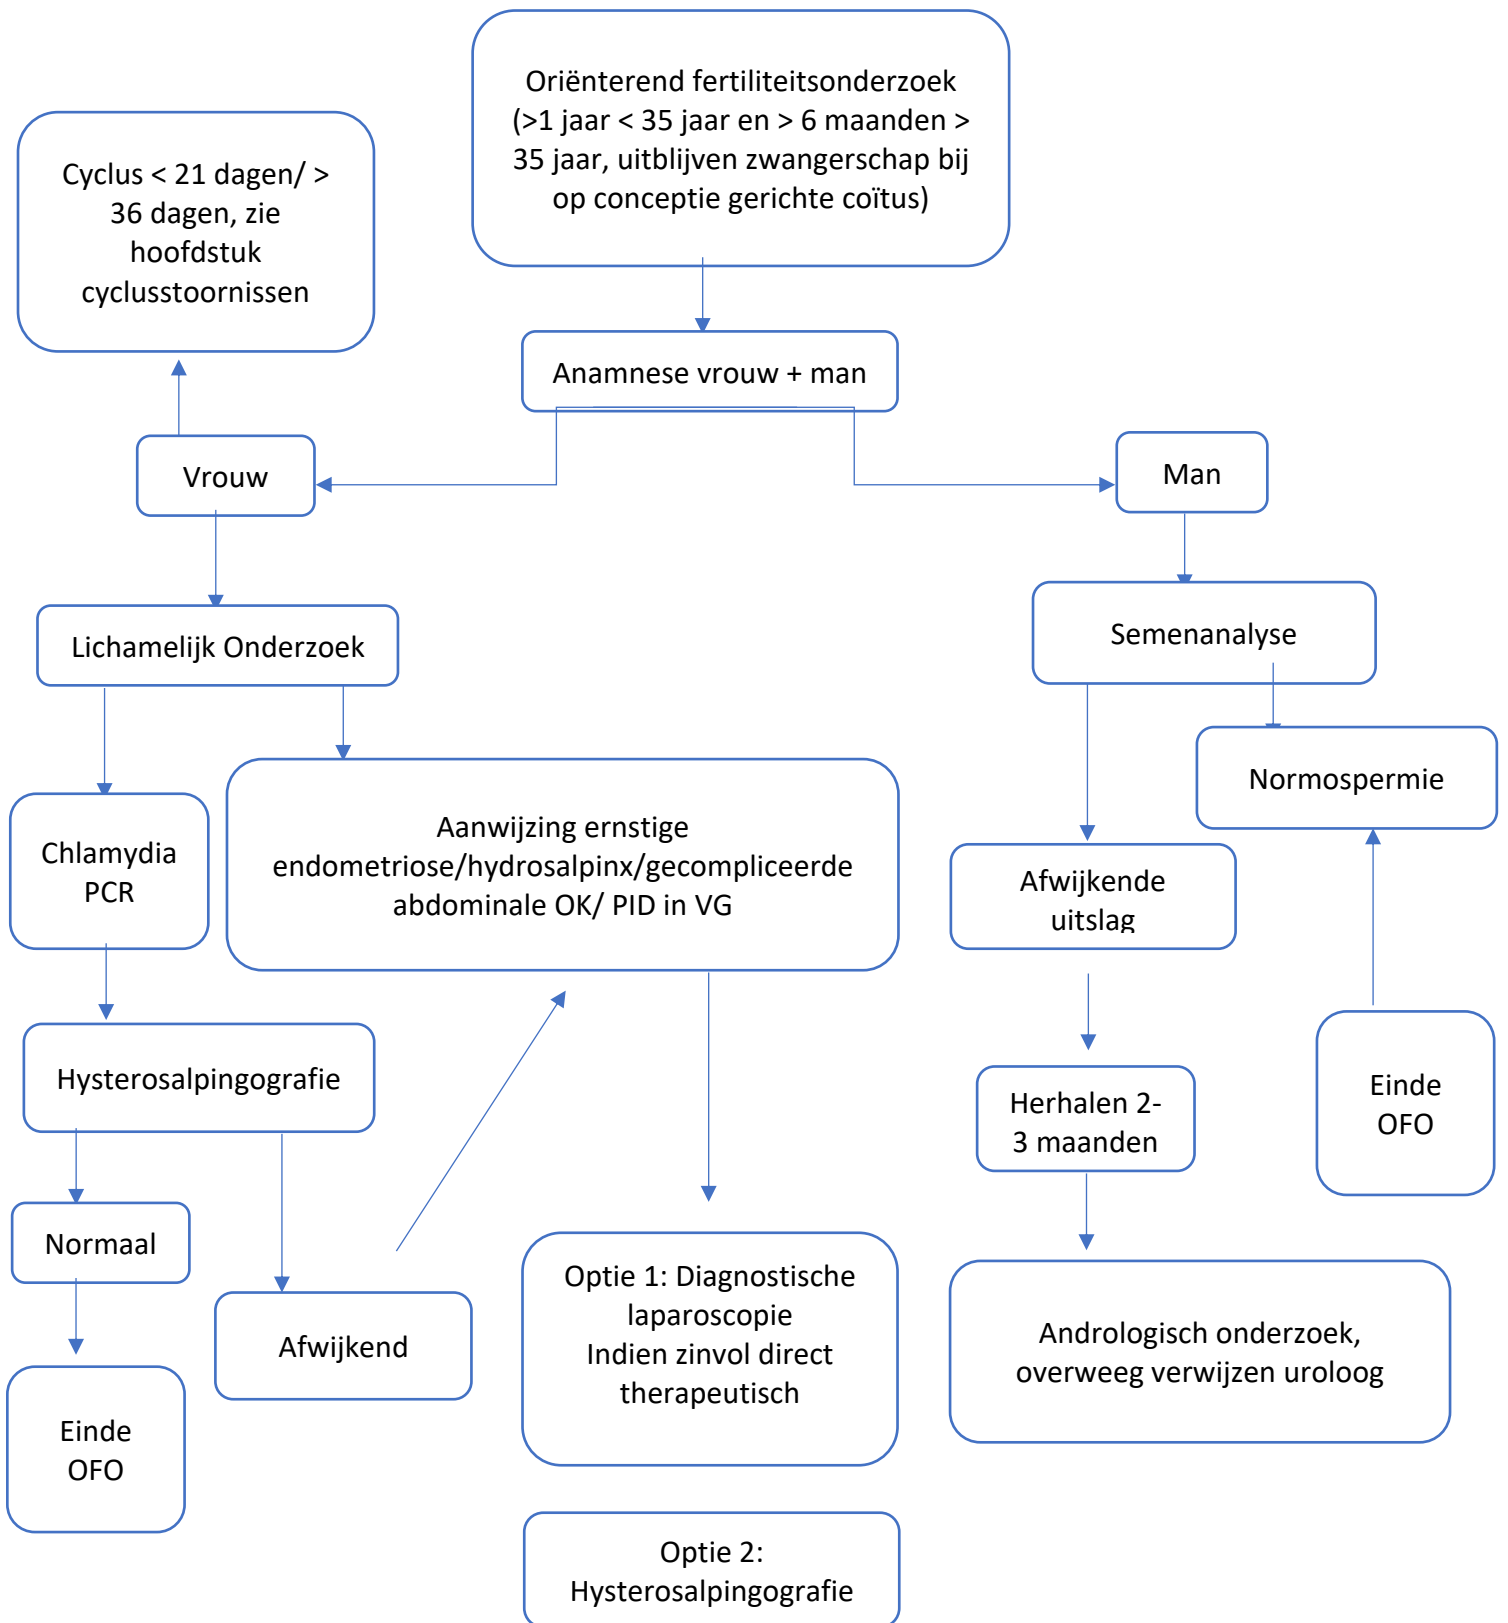 Oriënterend fertiliteitsonderzoek
(>1 jaar < 35 jaar en > 6 maanden >
35 jaar, uitblijven zwangerschap bij
op conceptie gerichte coïtus)
Cyclus < 21 dagen/ >
36 dagen, zie
hoofdstuk
cyclusstoornissen
Anamnese vrouw + man
Vrouw
Man
Lichamelijk Onderzoek
Semenanalyse
Normospermie
Chlamydia
PCR
Aanwijzing ernstige
endometriose/hydrosalpinx/gecompliceerde
abdominale OK/ PID in VG
Afwijkende
uitslag
Hysterosalpingografie
Herhalen 2-
3 maanden
Einde
OFO
Normaal
Afwijkend
Optie 1: Diagnostische
laparoscopie
Indien zinvol direct
therapeutisch
Andrologisch onderzoek,
overweeg verwijzen uroloog
Einde
OFO
Optie 2:
Hysterosalpingografie